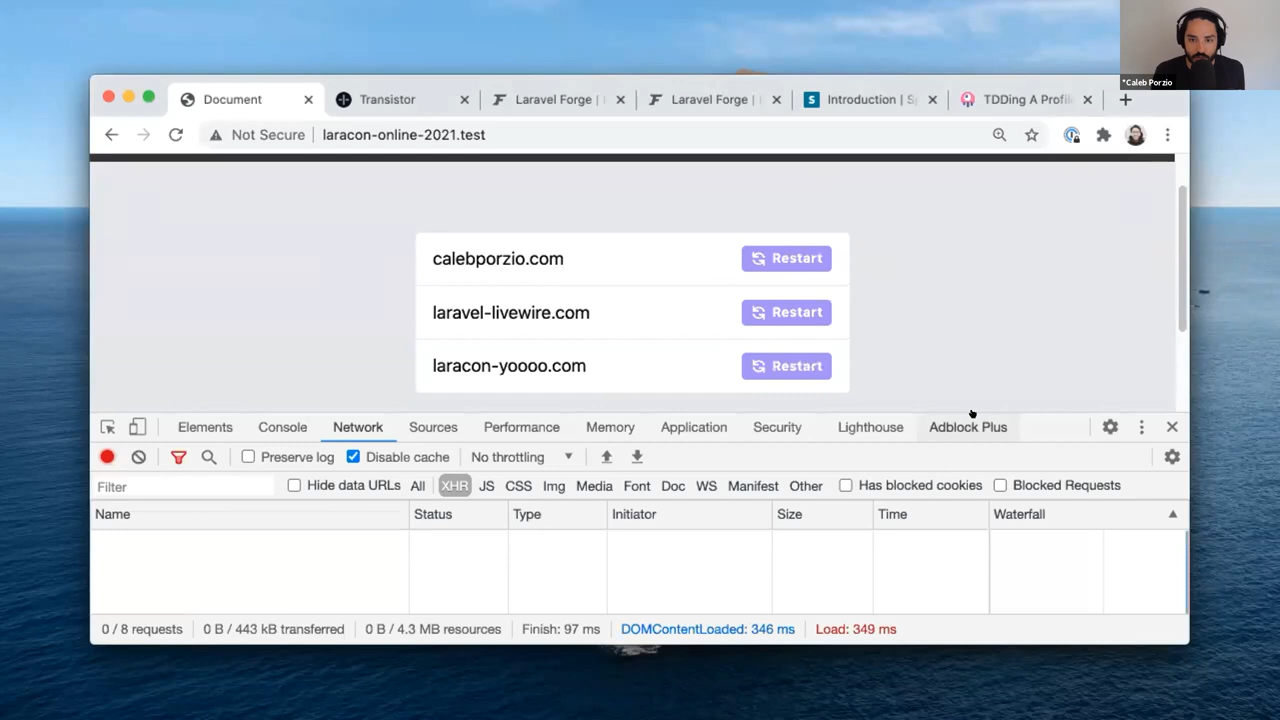 *Caleb Porzio
Document
Transistor
Laravel Forge |
Laravel Forge |
Introduction | Sp
TDDing A Profile
Not Secure
laracon-online-2021.test
calebporzio.com
Restart
laravel-livewire.com
Restart
laracon-yoooo.com
Restart
Elements
Console
Network
Sources
Performance
Memory
Application
Security
Lighthouse
Adblock Plus
Preserve log
Disable cache
No throttling
Filter
Hide data URLs
All
XHR
JS
CSS
Img
Media
Font
Doc
WS
Manifest
Other
Has blocked cookies
Blocked Requests
Name
Status
Type
Initiator
Size
Time
Waterfall
0 / 8 requests
0 B / 443 kB transferred
0 B / 4.3 MB resources
Finish: 97 ms
DOMContentLoaded: 346 ms
Load: 349 ms